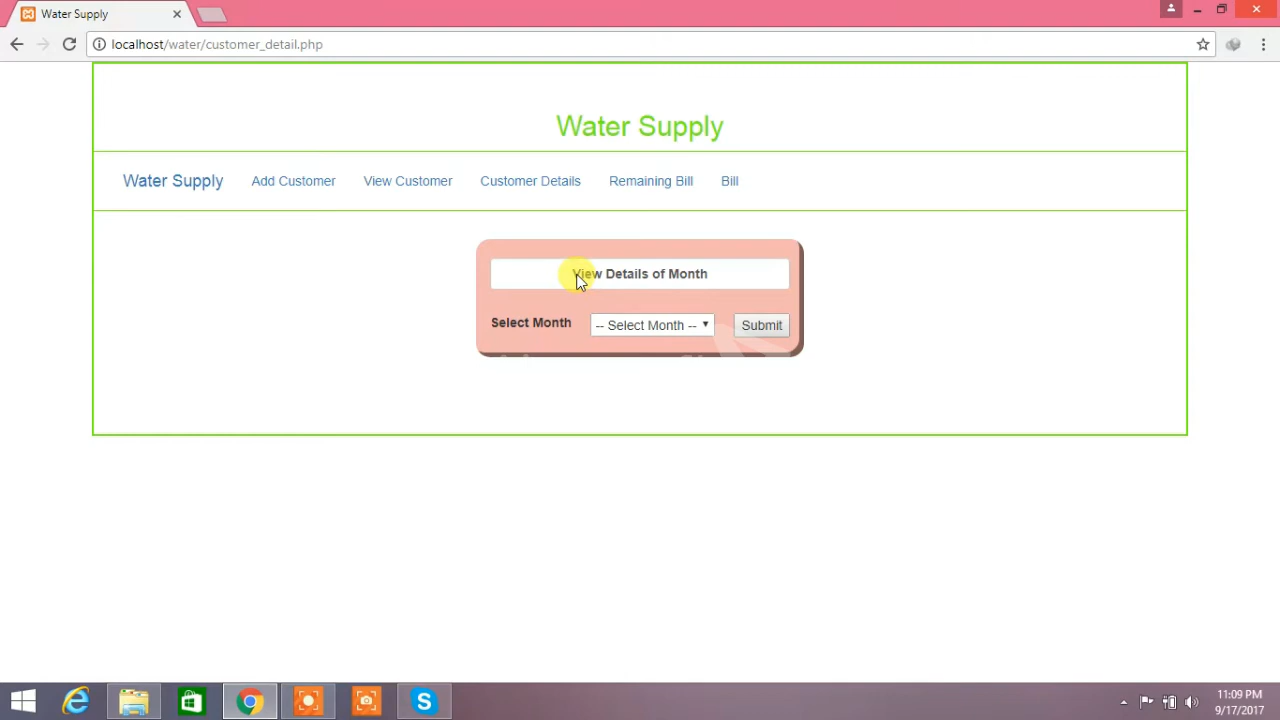 Water Supply
localhost/water/customer_detail.php
Water Supply
Water Supply Add Customer View Customer Customer Details Remaining Bill Bill
View Details of Month
Select Month -- Select Month -- Submit
11:09 PM
9/17/2017